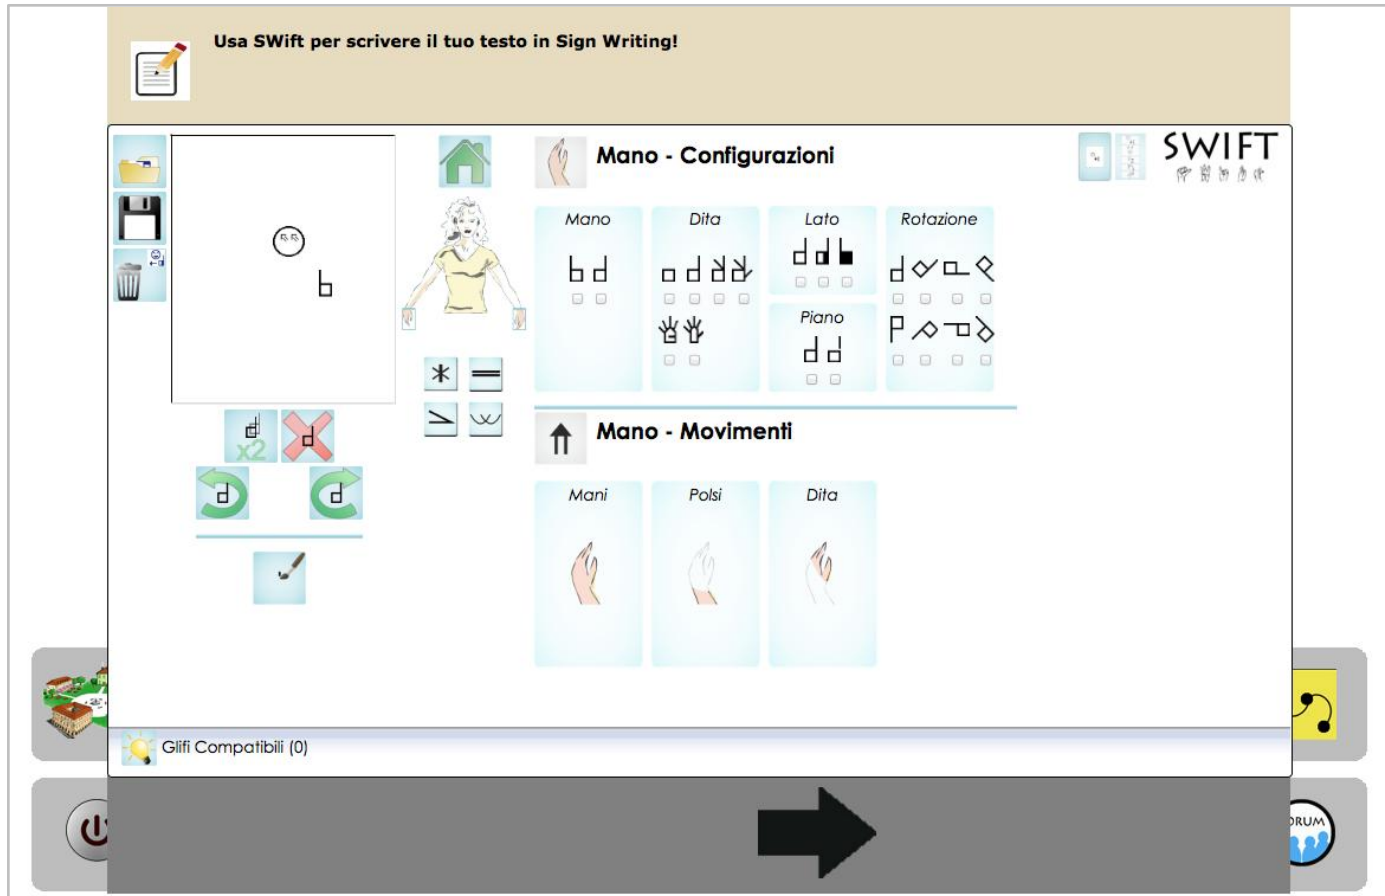 Usa SWift per scrivere il tuo testo in Sign Writing!
Mano - Configurazioni
SWIFT
Mano
Dita
Lato
Rotazione
Piano
x2
Mano - Movimenti
Mani
Polsi
Dita
Glifi Compatibili (0)